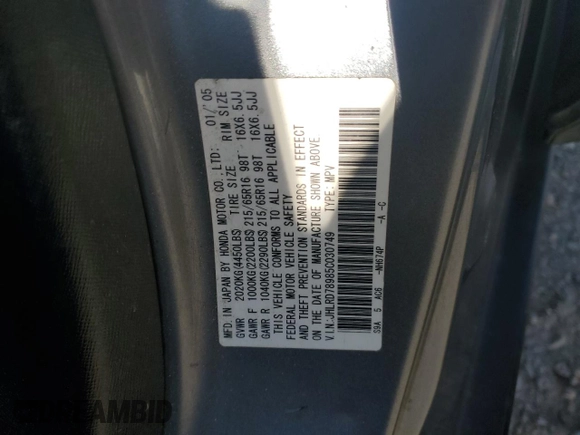 MFD. IN JAPAN BY HONDA MOTOR CO., LTD: 01/'05
GVWR 2020KG(4450LBS) TIRE SIZE RIM SIZE
GAWR F 1000KG(2200LBS) 215/65R16 98T 16X6.5JJ
GAWR R 1040KG(2290LBS) 215/65R16 98T 16X6.5JJ
THIS VEHICLE CONFORMS TO ALL APPLICABLE
FEDERAL MOTOR VEHICLE SAFETY
AND THEFT PREVENTION STANDARDS IN EFFECT
ON THE DATE OF MANUFACTURE SHOWN ABOVE.
V.I.N:JHLRD78985C030749 TYPE: MPV
S9A 5 AC6 -NH674P -A -C
DREAMBID